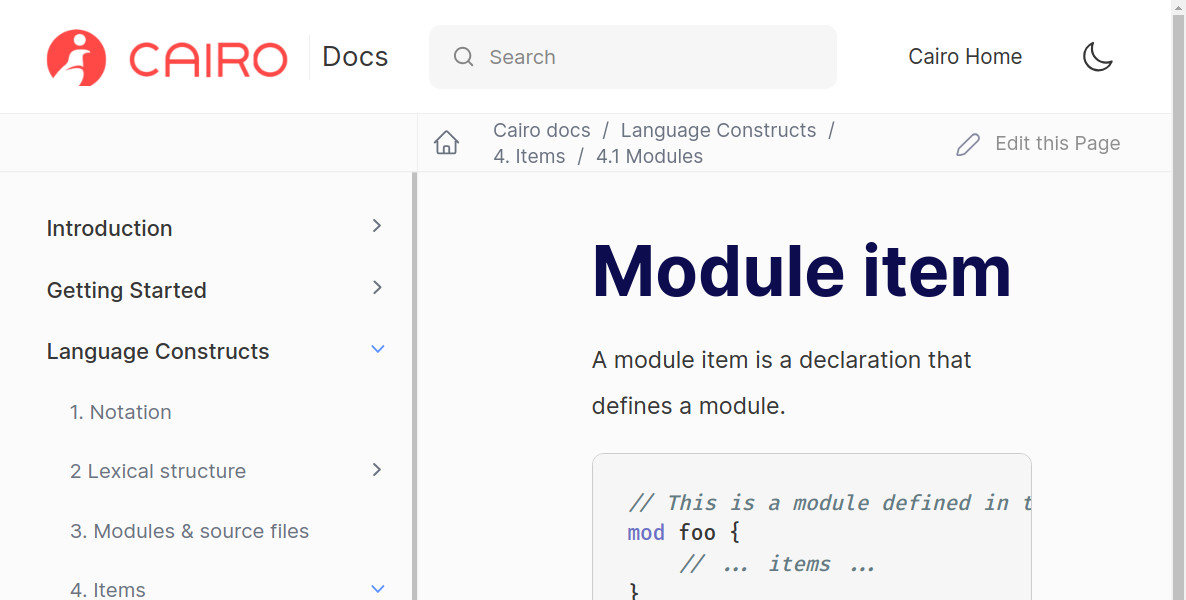 CAIRO Docs
Search
Cairo Home
Cairo docs / Language Constructs /
4. Items / 4.1 Modules
Edit this Page
Introduction
Getting Started
Language Constructs
1. Notation
2 Lexical structure
3. Modules & source files
4. Items
Module item
A module item is a declaration that
defines a module.
// This is a module defined in t
mod foo {
// ... items ...
}